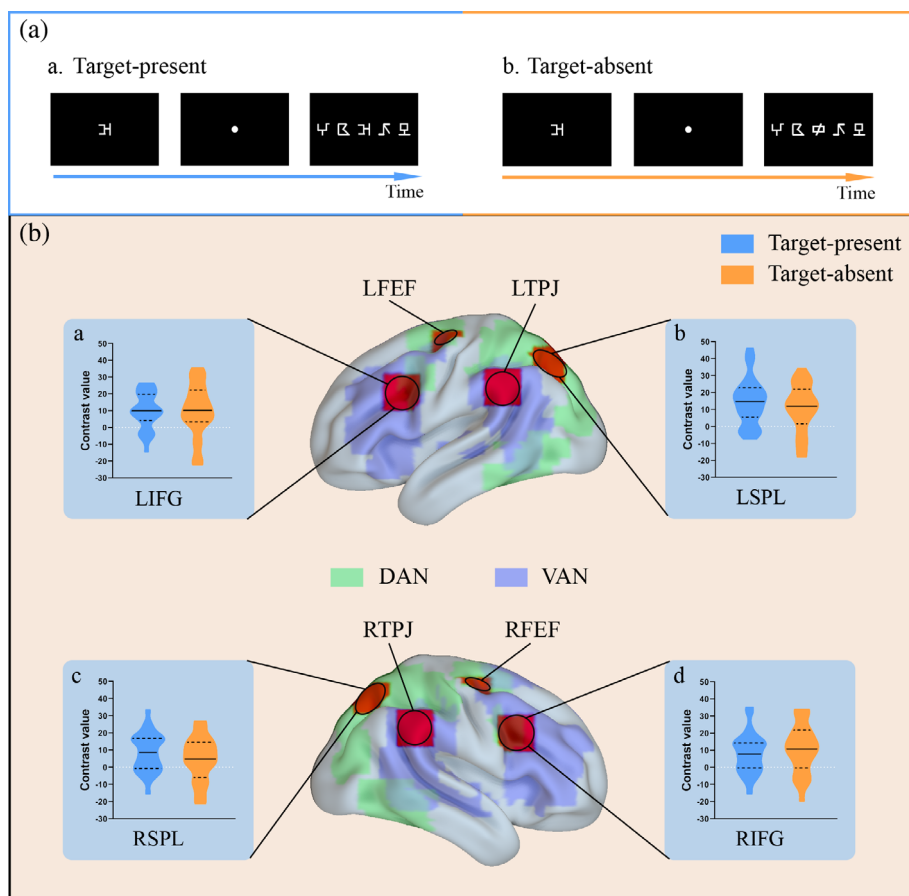 (a)
a. Target-present
b. Target-absent
Time
Time
(b)
Target-present
Target-absent
LFEF
LTPJ
a
50
40
30
20
10
0
-10
-20
-30
Contrast value
LIFG
b
50
40
30
20
10
0
-10
-20
-30
Contrast value
LSPL
DAN
VAN
RTPJ
RFEF
c
50
40
30
20
10
0
-10
-20
-30
Contrast value
RSPL
d
50
40
30
20
10
0
-10
-20
-30
Contrast value
RIFG